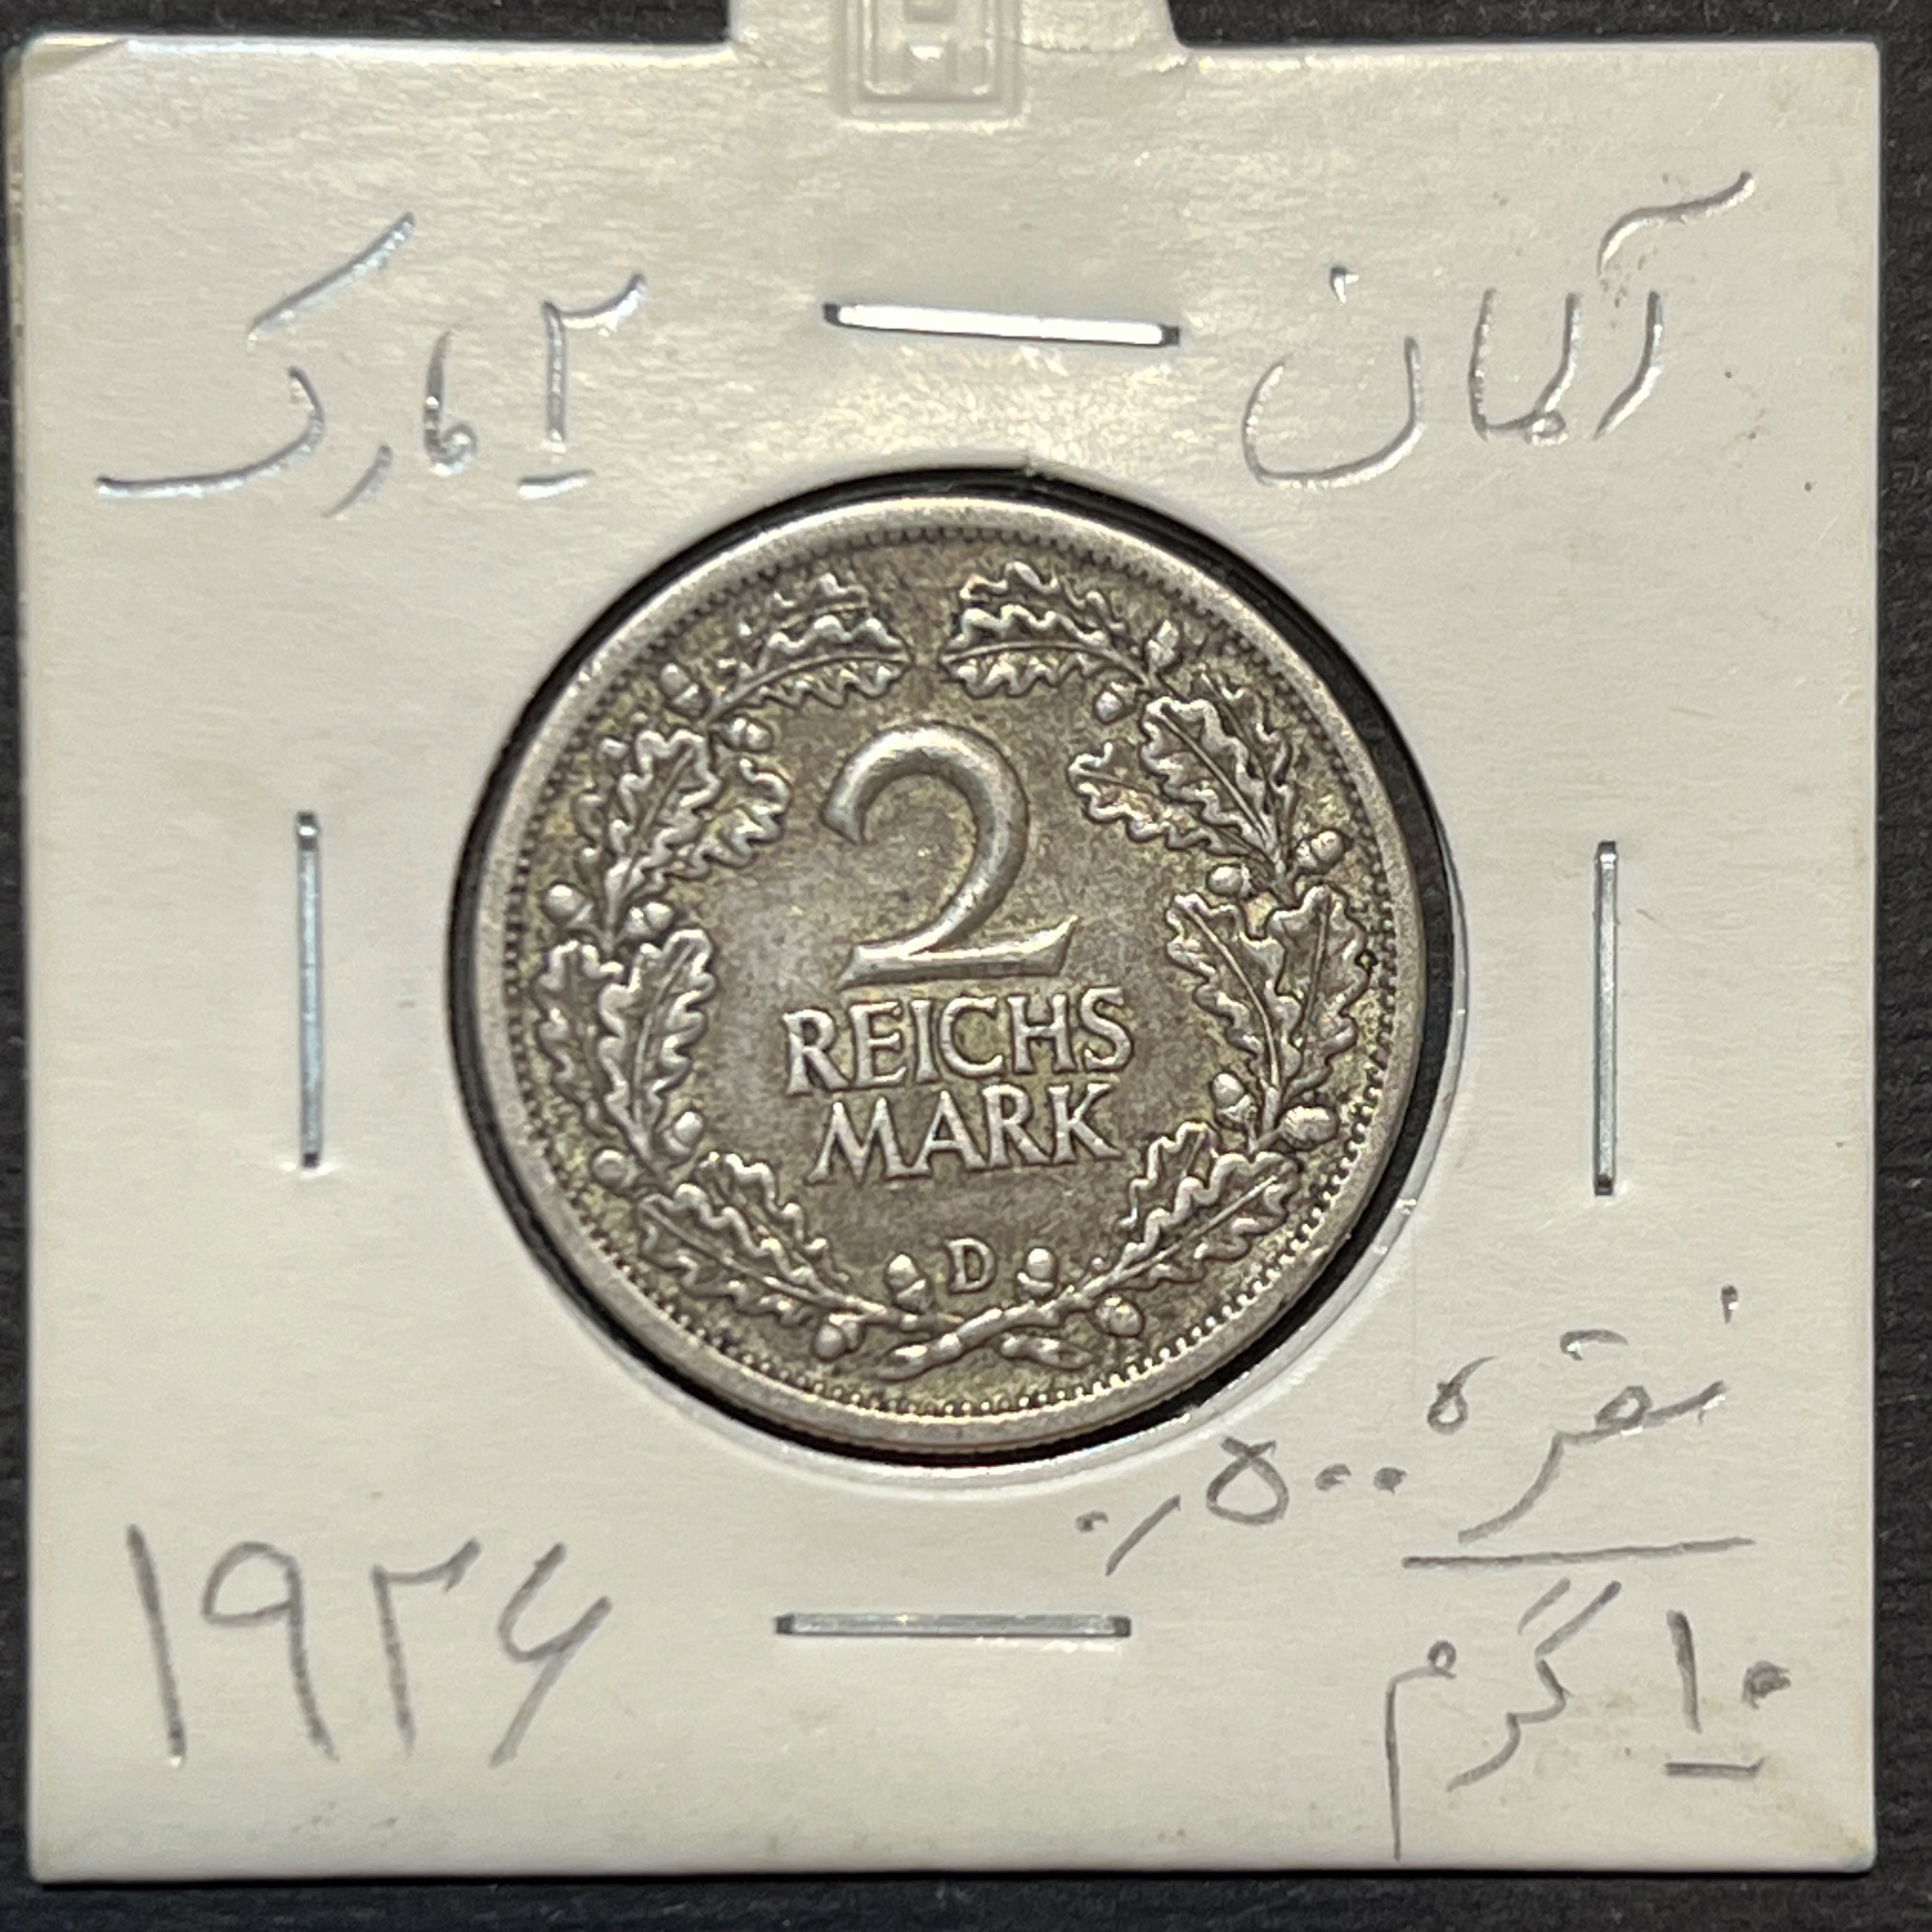 آلمان
۲ مارک
2
REICHS
MARK
D
نقره ۰٫۵۰۰
۱۰ گرم
۱۹۲۶